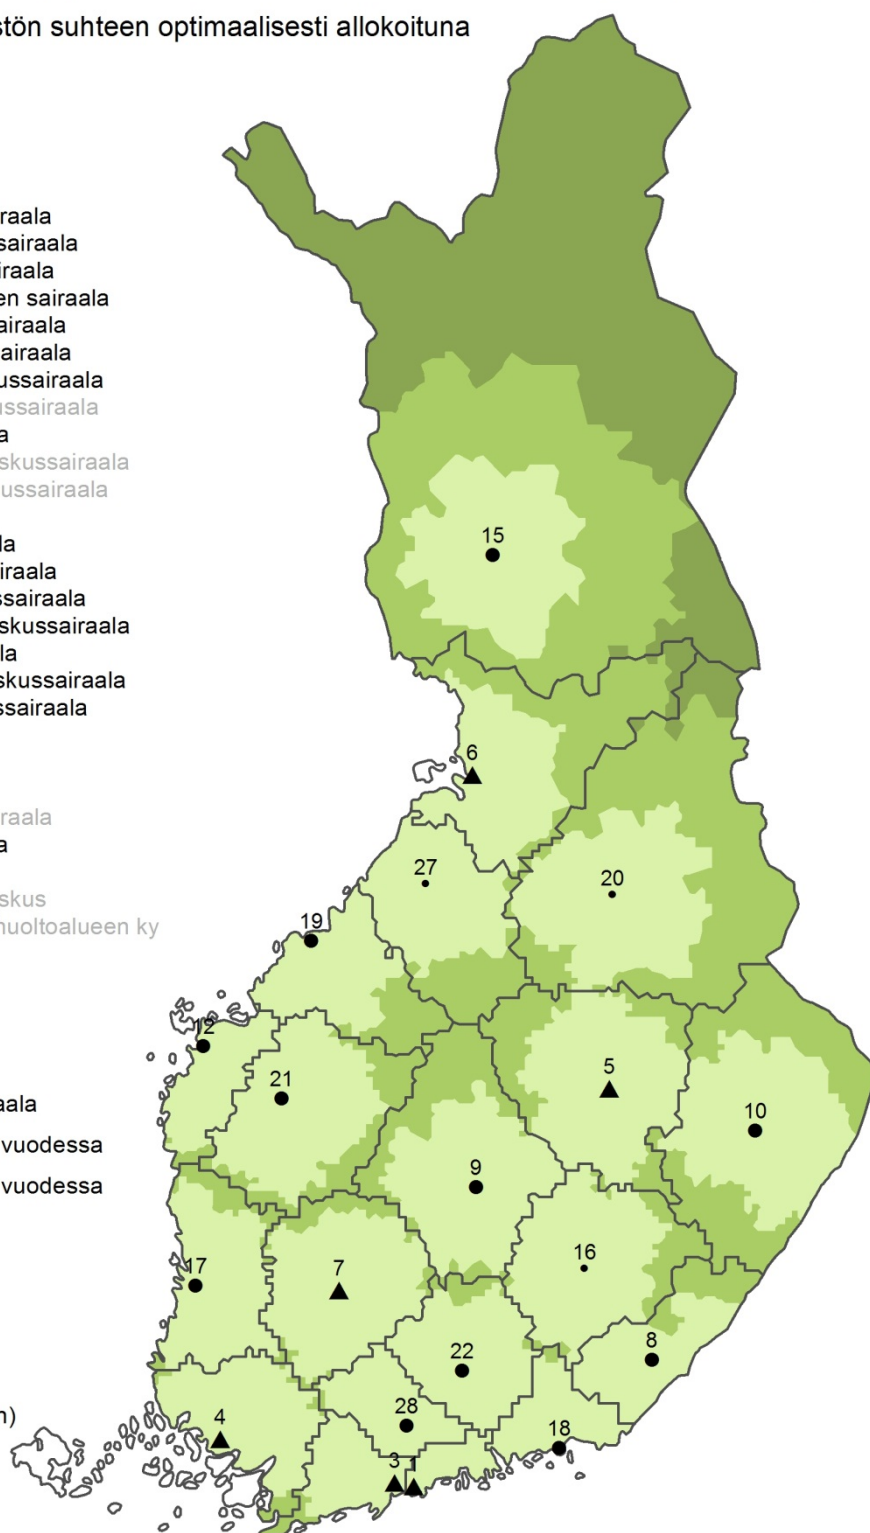 stön suhteen optimaalisesti allokoituna
raala
sairaala
iraala
en sairaala
airaala
airaala
ussairaala
ussairaala
a
skussairaala
ussairaala
la
iraala
ssairaala
skussairaala
la
skussairaala
ssairaala
raala
a
skus
huoltoalueen ky
aala
vuodessa
vuodessa
n)
15
6
27
20
19
12
21
5
10
9
17
7
16
22
8
4
28
18
3
1